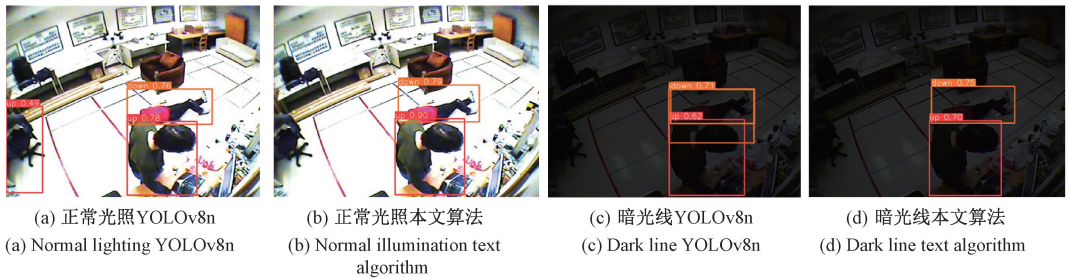 down 0.76
up 0.49
up 0.78
down 0.79
up 0.90
down 0.71
up 0.62
down 0.75
up 0.70
(a) 正常光照YOLOv8n
(b) 正常光照本文算法
(c) 暗光线YOLOv8n
(d) 暗光线本文算法
(a) Normal lighting YOLOv8n
(b) Normal illumination text
algorithm
(c) Dark line YOLOv8n
(d) Dark line text algorithm